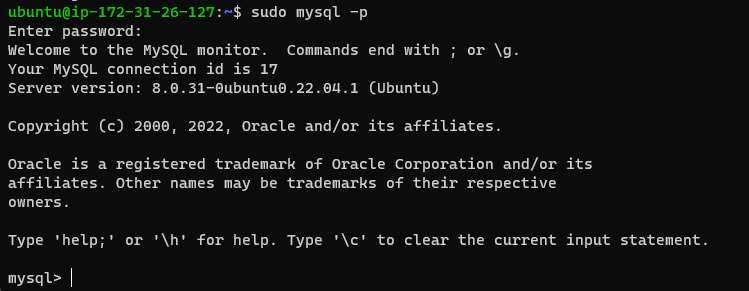 ubuntu@ip-172-31-26-127:~$ sudo mysql -p
Enter password:
Welcome to the MySQL monitor.  Commands end with ; or \g.
Your MySQL connection id is 17
Server version: 8.0.31-0ubuntu0.22.04.1 (Ubuntu)

Copyright (c) 2000, 2022, Oracle and/or its affiliates.

Oracle is a registered trademark of Oracle Corporation and/or its
affiliates. Other names may be trademarks of their respective
owners.

Type 'help;' or '\h' for help. Type '\c' to clear the current input statement.

mysql>